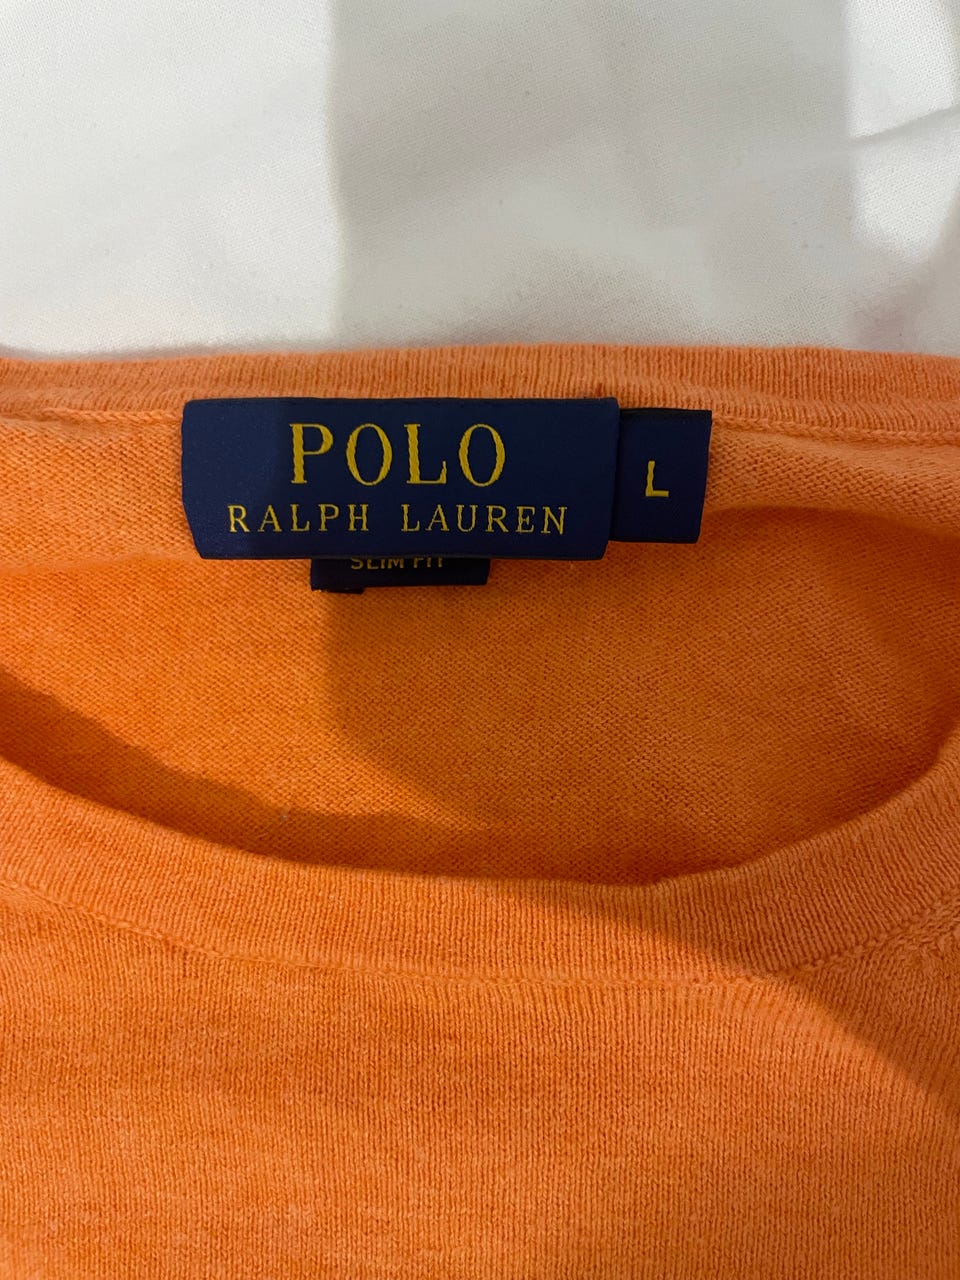 POLO
RALPH LAUREN
L
SLIM FIT